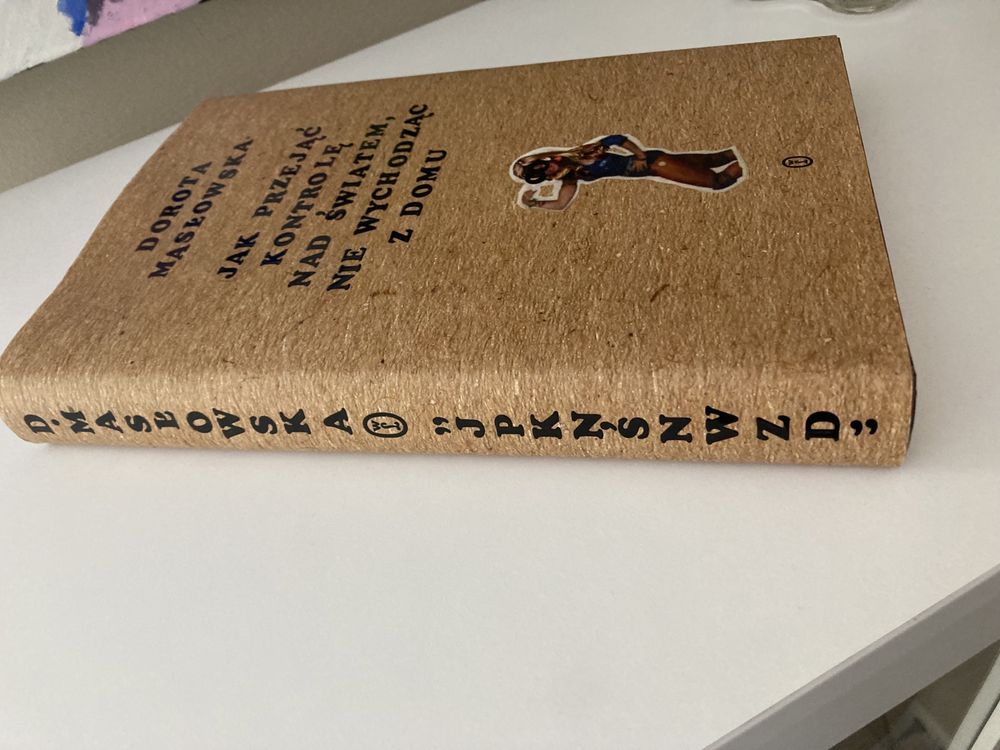 DOROTA
MASŁOWSKA
JAK PRZEJĄĆ
KONTROLĘ
NAD ŚWIATEM,
NIE WYCHODZĄC
Z DOMU
D. MASŁOWSKA „JPKNŚNWZD”